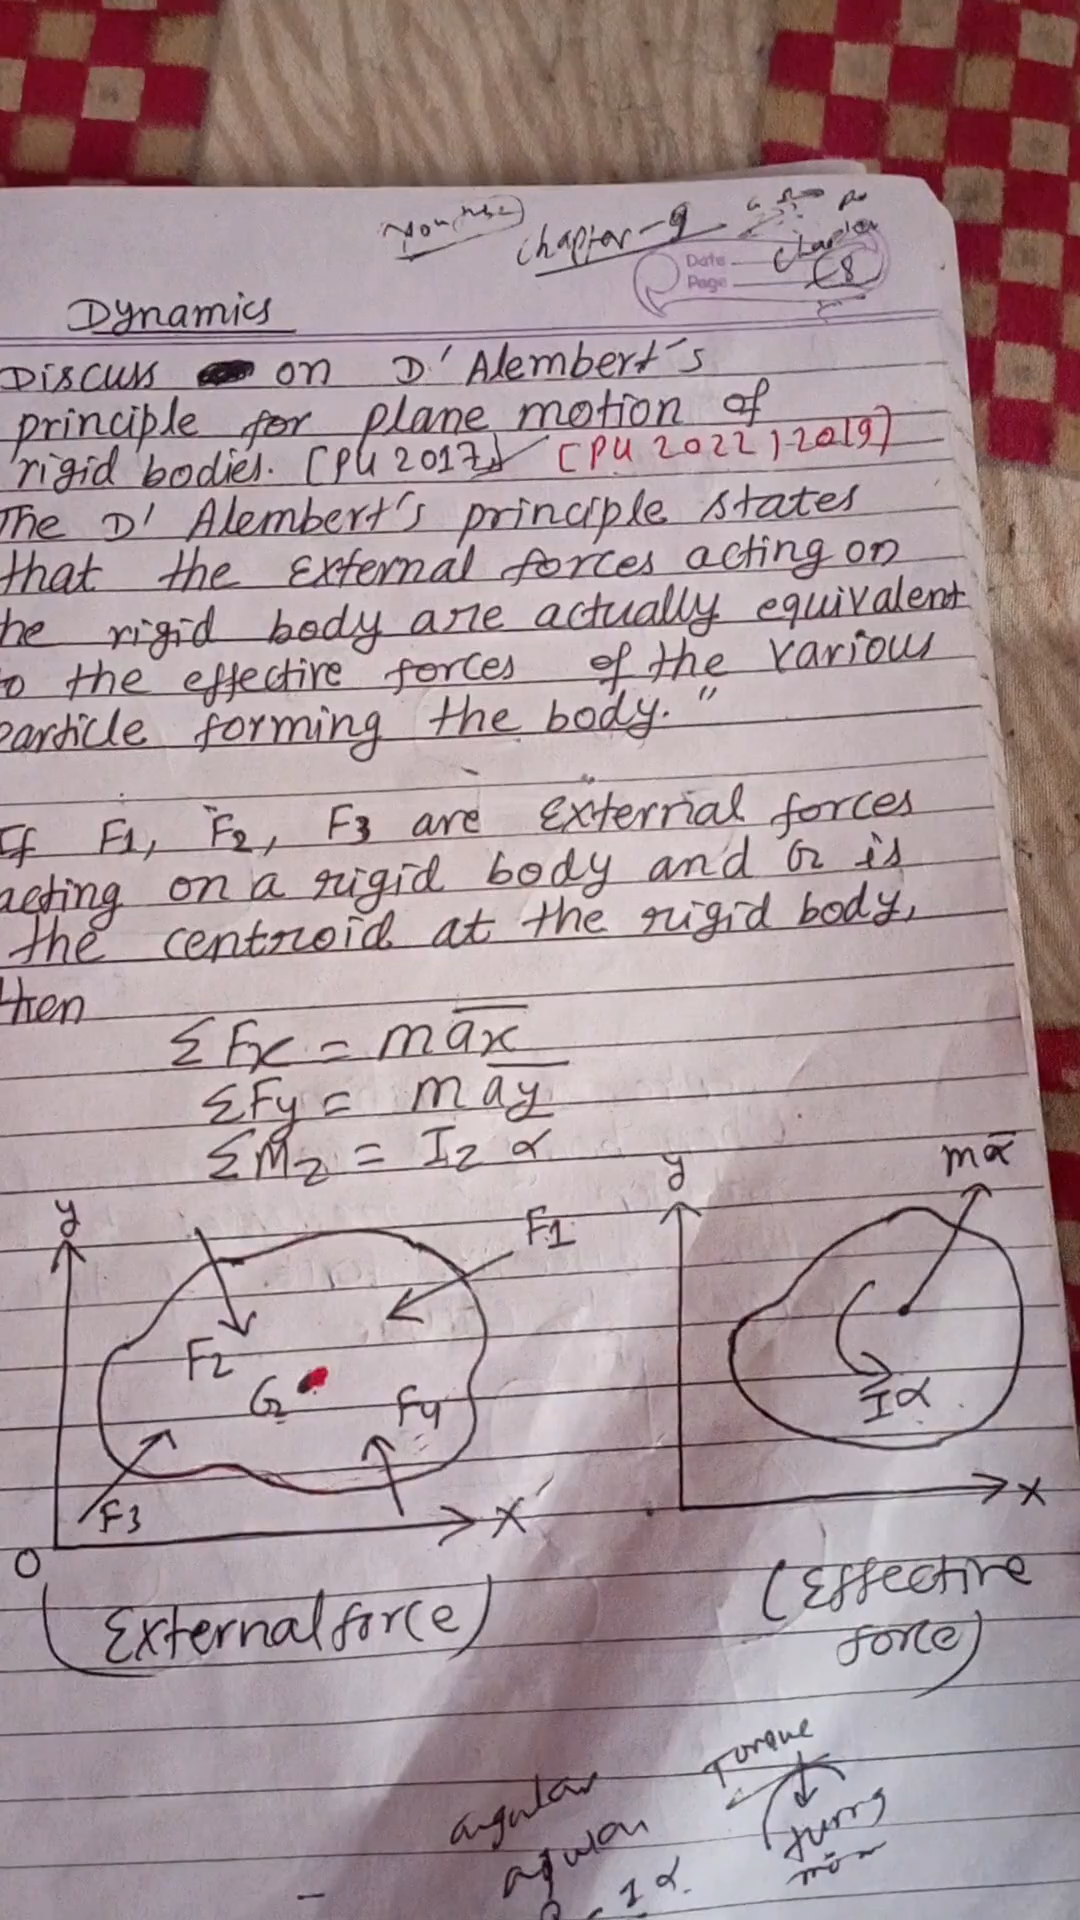 Chapter-9
Chapter
8
Date
Page
Dynamics
Discuss on D'Alembert's
principle for plane motion of
rigid bodies. [PU 2017] [PU 2022, 2019]
The D' Alembert's principle states
that the External forces acting on
he rigid body are actually equivalent
o the effective forces of the various
particle forming the body."
If F1, F2, F3 are External forces
acting on a rigid body and G is
the centroid at the rigid body,
then
ΣFx = māx
ΣFy = māy
ΣMz = Iz α
y
F1
F2
G
F4
F3
O
X
(External force)
y
mā
Iα
X
(Effective
force)
Torque
angular
Iα